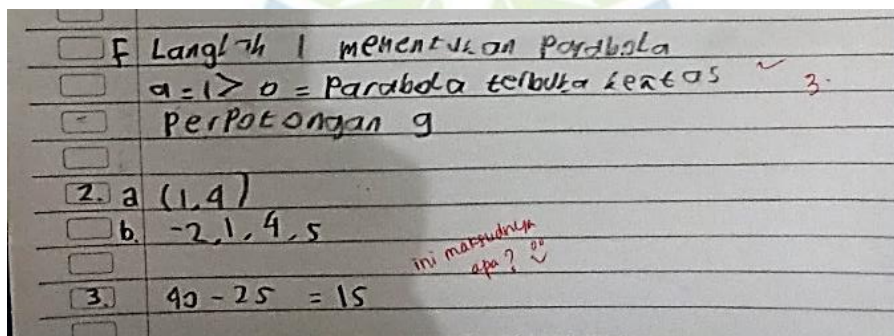 F Langkah 1 menentukan parabola
a = 1 > 0 = Parabola terbuka keatas
3.
PerPotongan g
2. a (1,4)
b. -2,1,4,5
ini maksudnya
apa?
3. 40 - 25 = 15